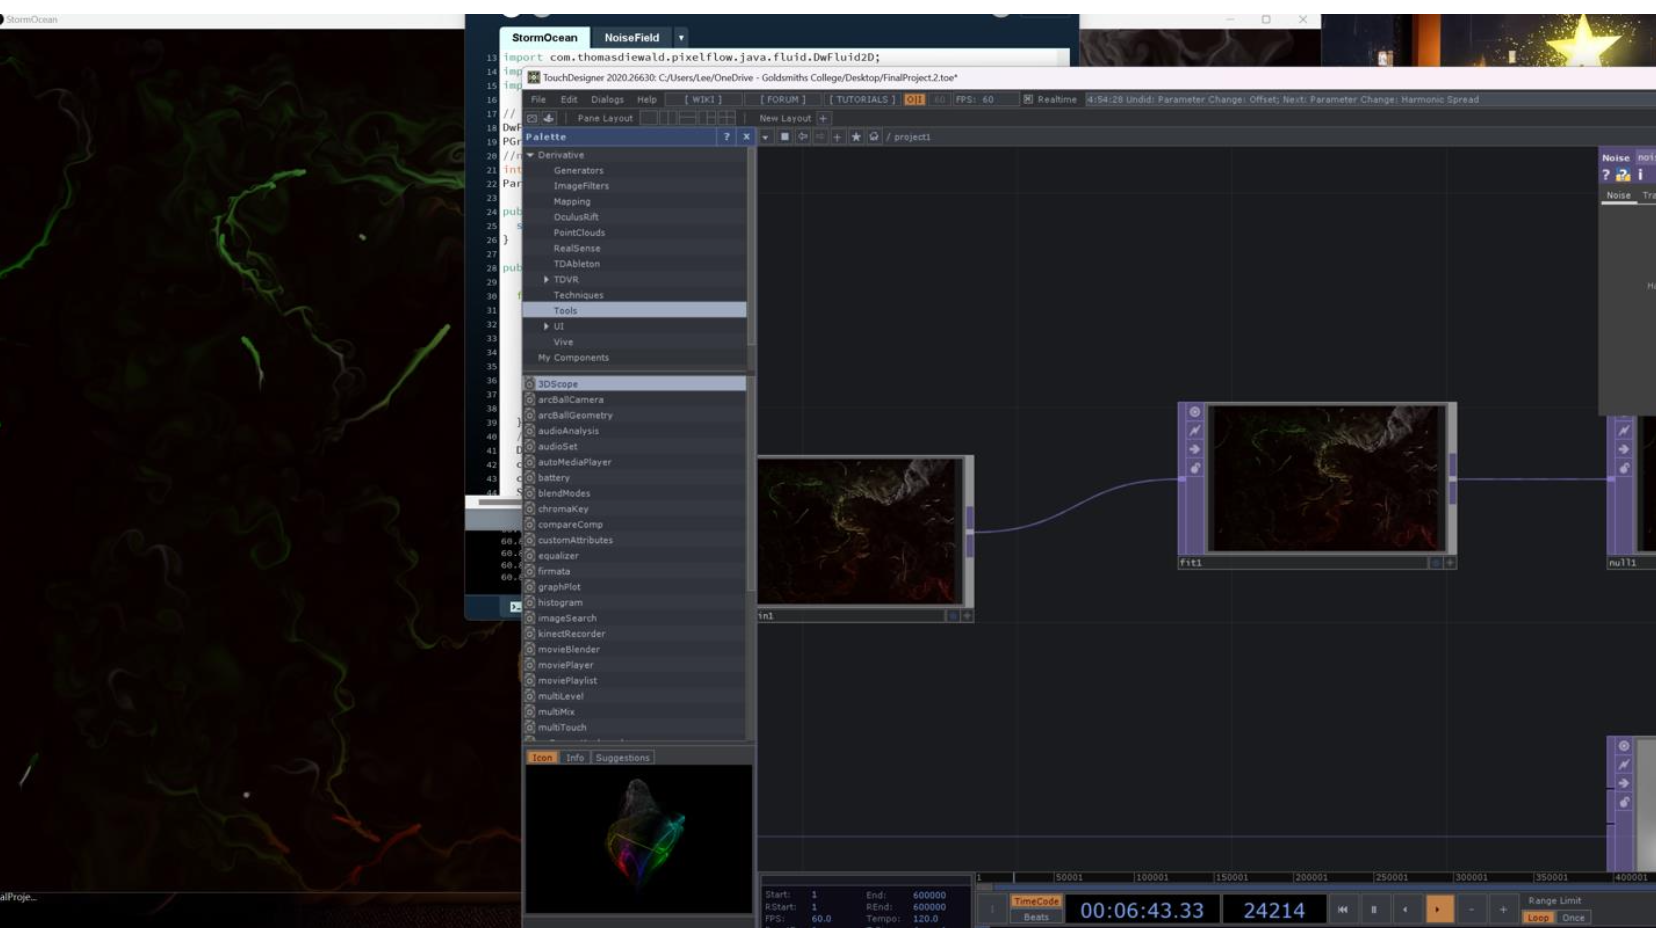 StormOcean
StormOcean NoiseField
13 import com.thomasdiewald.pixelflow.java.fluid.DwFluid2D;
14 imp
15 imp
16
17 //
18 DwF
19 PGr
20 //n
21 int
22 Par
23
24 pub
25 s
26 }
27
28 pub
29
30 f
31
32
33
34
35
36
37
38
39 }
40 /
41 D
42 c
43 c
44 S
60.
60.
60.
60.
TouchDesigner 2020.26630: C:/Users/Lee/OneDrive - Goldsmiths College/Desktop/FinalProject.2.toe*
File Edit Dialogs Help [ WIKI ] [ FORUM ] [ TUTORIALS ] O|I 60 FPS: 60 Realtime 4:54:28 Undid: Parameter Change: Offset; Next: Parameter Change: Harmonic Spread
Pane Layout New Layout +
Palette ? x
/ project1
Derivative
Generators
ImageFilters
Mapping
OculusRift
PointClouds
RealSense
TDAbleton
TDVR
Techniques
Tools
UI
Vive
My Components
3DScope
arcBallCamera
arcBallGeometry
audioAnalysis
audioSet
autoMediaPlayer
battery
blendModes
chromaKey
compareComp
customAttributes
equalizer
firmata
graphPlot
histogram
imageSearch
kinectRecorder
movieBlender
moviePlayer
moviePlaylist
multiLevel
multiMix
multiTouch
Icon Info Suggestions
in1
fit1
null1
Noise nois
? ? i
Noise Tra
Ha
alProje...
Start: 1 End: 600000
RStart: 1 REnd: 600000
FPS: 60.0 Tempo: 120.0
1 50001 100001 150001 200001 250001 300001 350001 400001
TimeCode
Beats
00:06:43.33 24214
Range Limit
Loop Once